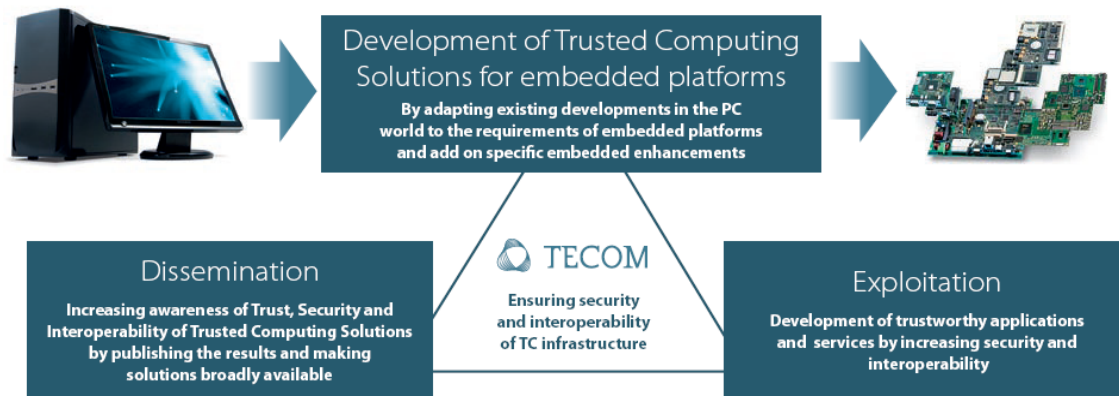 Development of Trusted Computing
Solutions for embedded platforms
By adapting existing developments in the PC
world to the requirements of embedded platforms
and add on specific embedded enhancements
Dissemination
Increasing awareness of Trust, Security and
Interoperability of Trusted Computing Solutions
by publishing the results and making
solutions broadly available
TECOM
Ensuring security
and interoperability
of TC infrastructure
Exploitation
Development of trustworthy applications
and services by increasing security and
interoperability